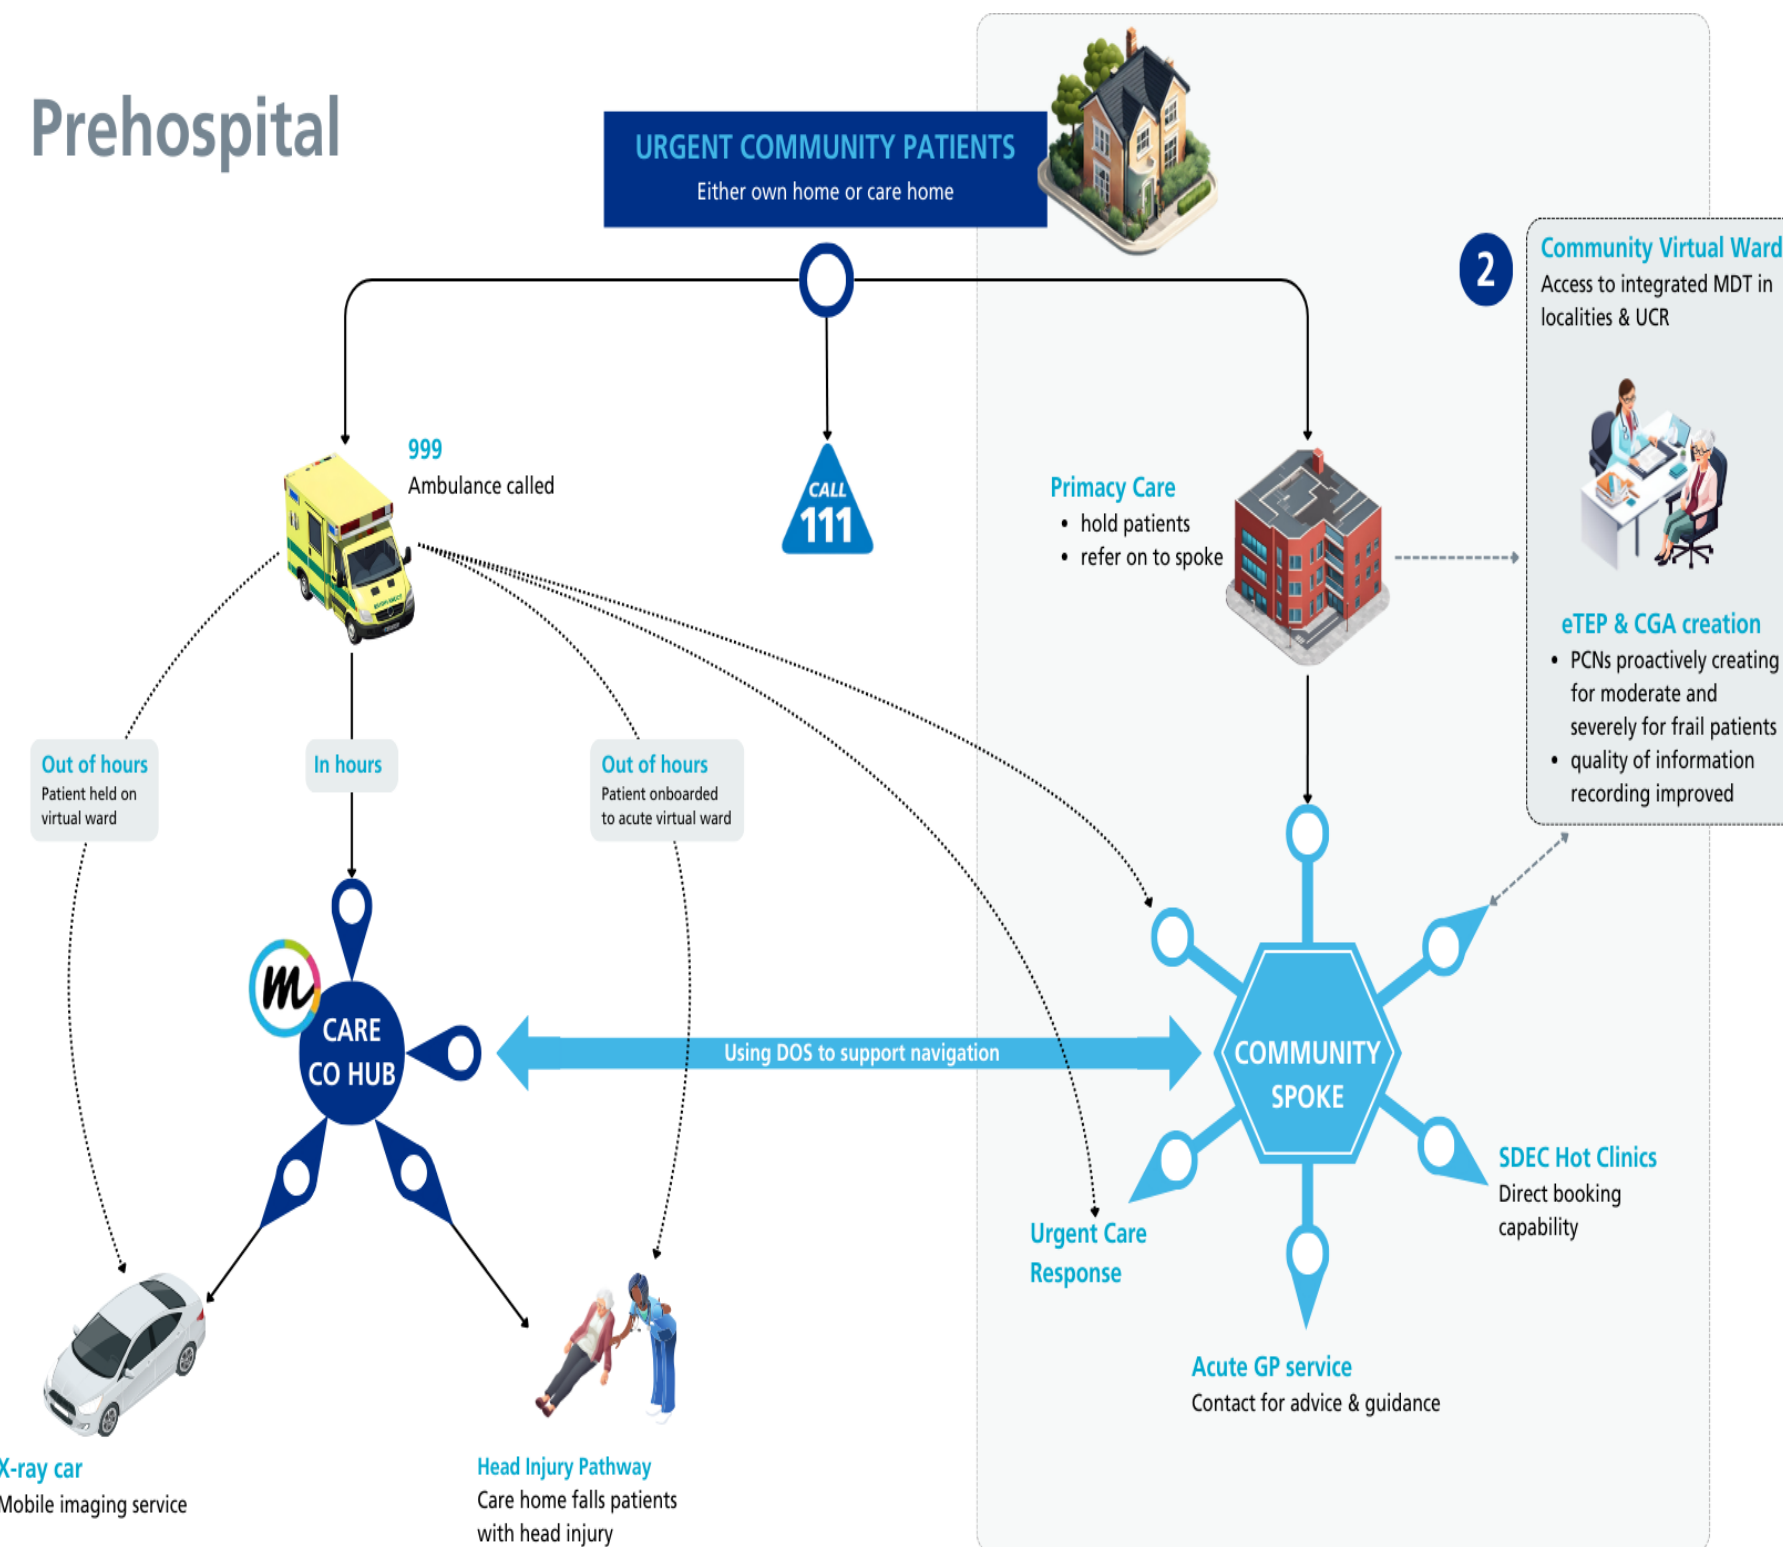 Prehospital
URGENT COMMUNITY PATIENTS
Either own home or care home
2
Community Virtual Ward
Access to integrated MDT in
localities & UCR
999
Ambulance called
CALL
111
Primacy Care
• hold patients
• refer on to spoke
eTEP & CGA creation
• PCNs proactively creating
for moderate and
severely for frail patients
• quality of information
recording improved
Out of hours
Patient held on
virtual ward
In hours
Out of hours
Patient onboarded
to acute virtual ward
m
CARE
CO HUB
Using DOS to support navigation
COMMUNITY
SPOKE
SDEC Hot Clinics
Direct booking
capability
Urgent Care
Response
Acute GP service
Contact for advice & guidance
X-ray car
Mobile imaging service
Head Injury Pathway
Care home falls patients
with head injury